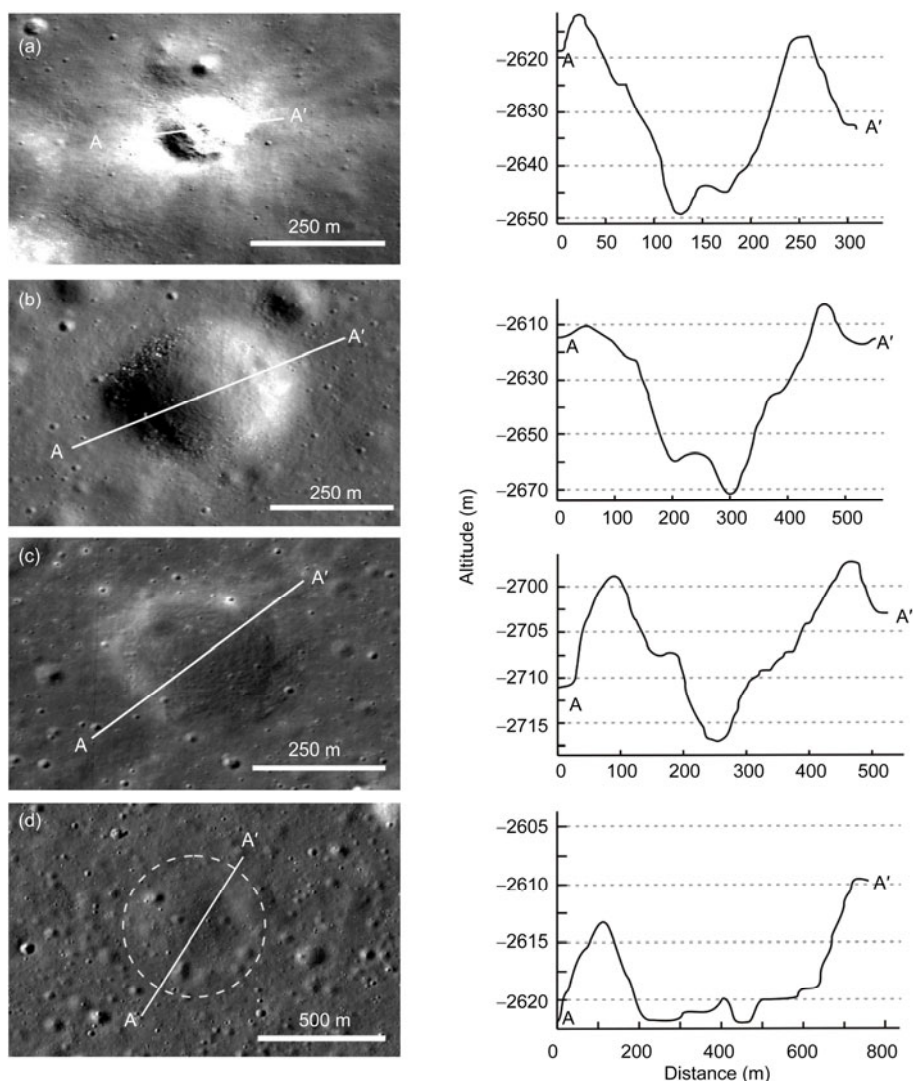 (a)
A
A′
250 m
−2620
−2630
−2640
−2650
A
A′
0 50 100 150 200 250 300
(b)
A
A′
250 m
−2610
−2630
−2650
−2670
A
A′
0 100 200 300 400 500
(c)
A
A′
250 m
−2700
−2705
−2710
−2715
A
A′
0 100 200 300 400 500
(d)
A
A′
500 m
−2605
−2610
−2615
−2620
A
A′
0 200 400 600 800
Altitude (m)
Distance (m)